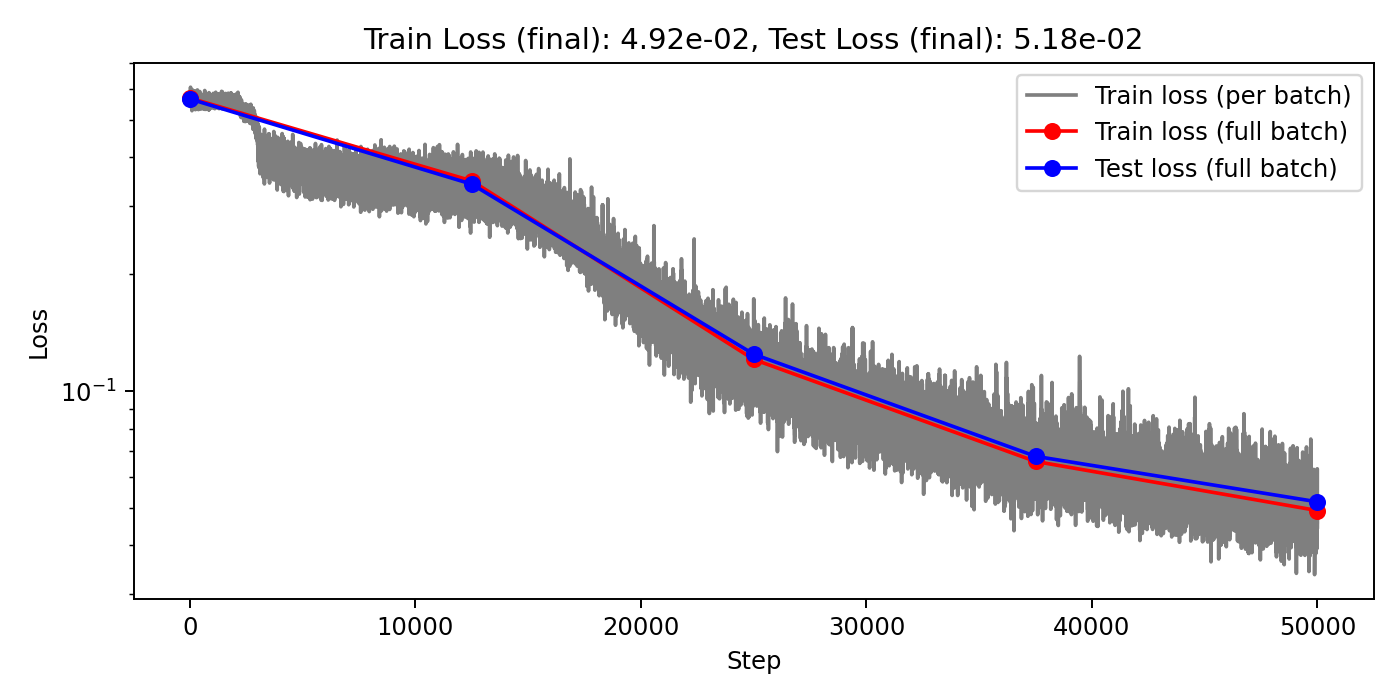 Train Loss (final): 4.92e-02, Test Loss (final): 5.18e-02
Train loss (per batch)
Train loss (full batch)
Test loss (full batch)
Loss
10⁻¹
0 10000 20000 30000 40000 50000
Step